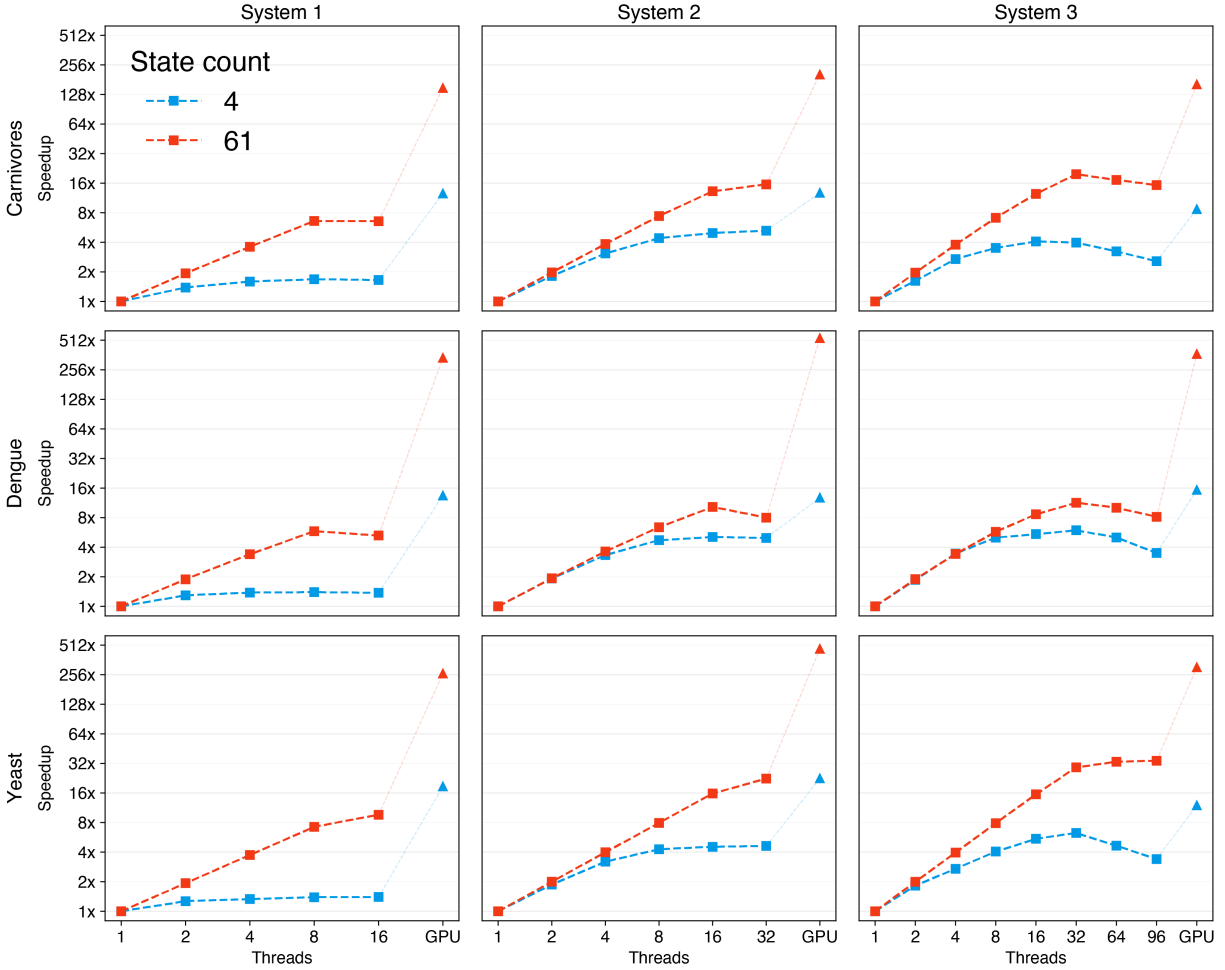 System 1
System 2
System 3
Carnivores
Speedup
512x
256x
128x
64x
32x
16x
8x
4x
2x
1x
State count
4
61
Dengue
Speedup
512x
256x
128x
64x
32x
16x
8x
4x
2x
1x
Yeast
Speedup
512x
256x
128x
64x
32x
16x
8x
4x
2x
1x
1 2 4 8 16 GPU
Threads
1 2 4 8 16 32 GPU
Threads
1 2 4 8 16 32 64 96 GPU
Threads